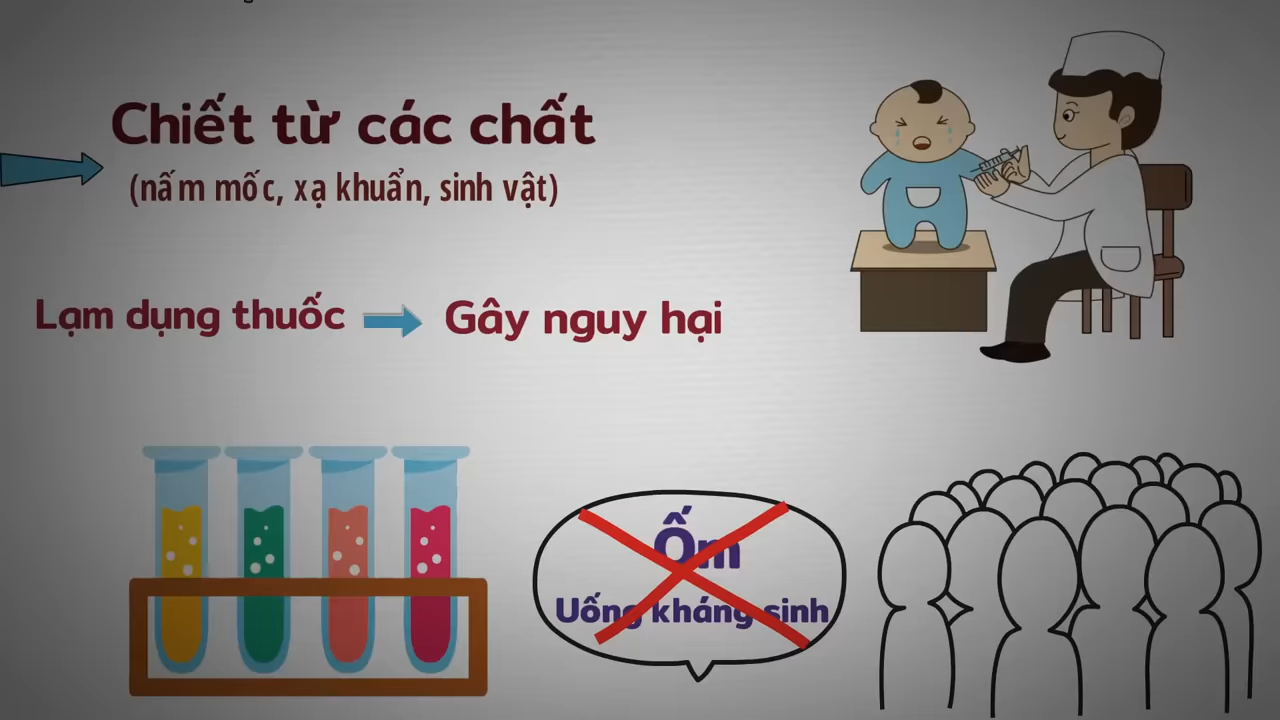 Chiết từ các chất
(nấm mốc, xạ khuẩn, sinh vật)
Lạm dụng thuốc
Gây nguy hại
Ốm
Uống kháng sinh